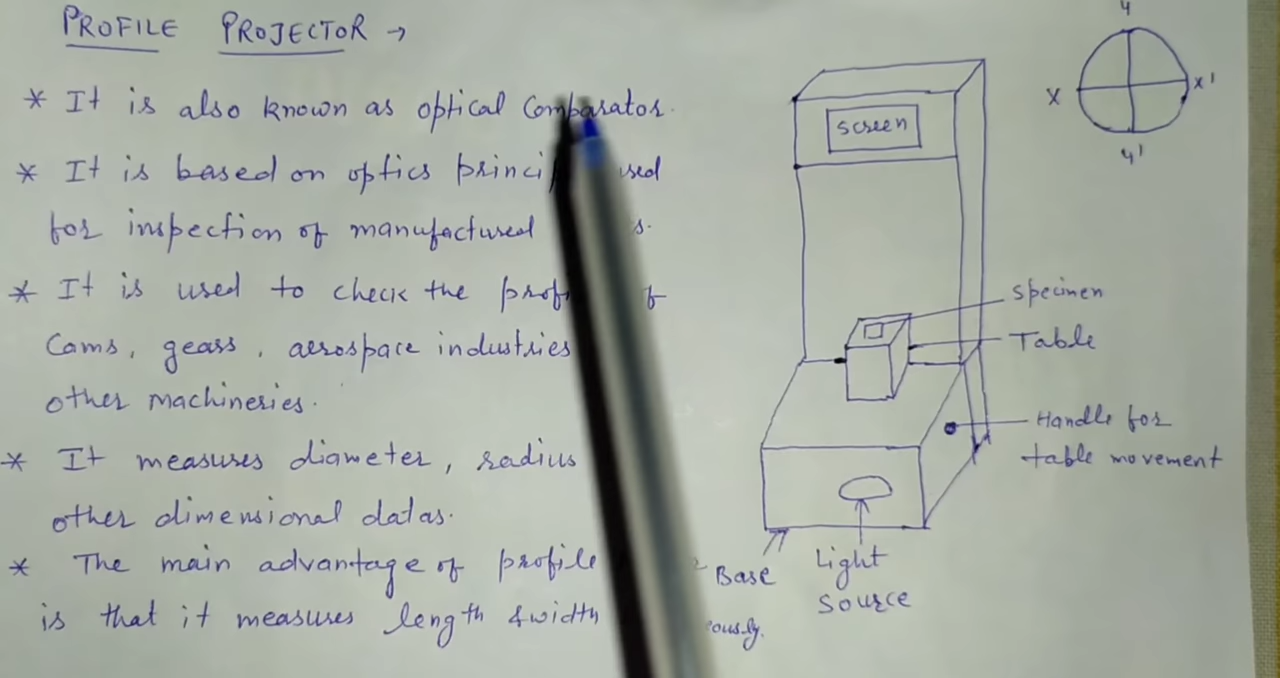 PROFILE PROJECTOR →
* It is also known as optical Comparator.
* It is based on optics used
for inspection of manufactured
* It is used to check the
Cams, gears, aerospace industries
other machineries.
* It measures diameter, radius
other dimensional datas.
* The main advantage of profile
is that it measures length & width
screen
Specimen
Table
Handle for
table movement
Base
Light
Source
y
x
x'
y'